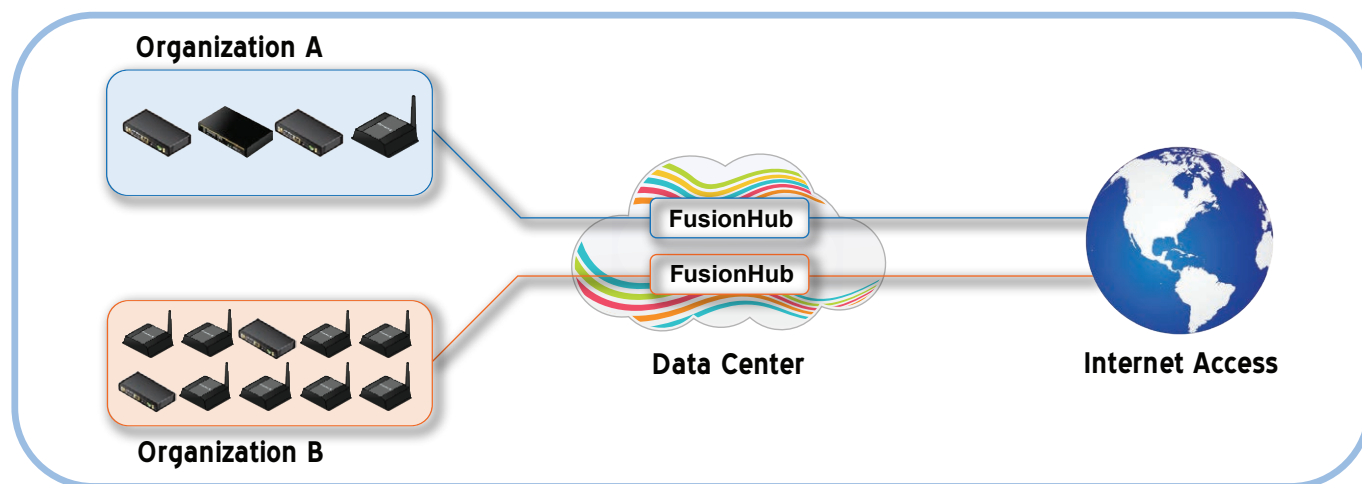 Organization A
FusionHub
FusionHub
Data Center
Internet Access
Organization B